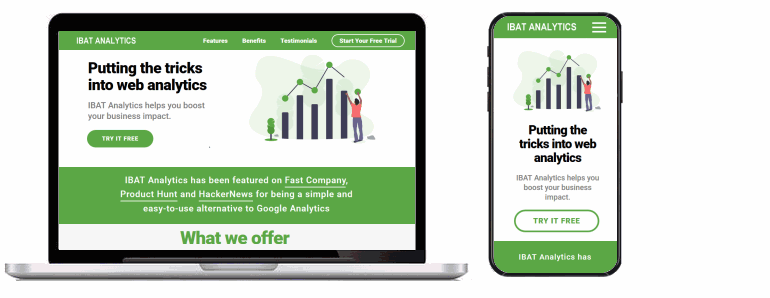 IBAT ANALYTICS
Features Benefits Testimonials Start Your Free Trial
Putting the tricks
into web analytics
IBAT Analytics helps you boost
your business impact.
TRY IT FREE
IBAT Analytics has been featured on Fast Company,
Product Hunt and HackerNews for being a simple and
easy-to-use alternative to Google Analytics
What we offer
IBAT ANALYTICS
Putting the
tricks into web
analytics
IBAT Analytics helps you
boost your business
impact.
TRY IT FREE
IBAT Analytics has